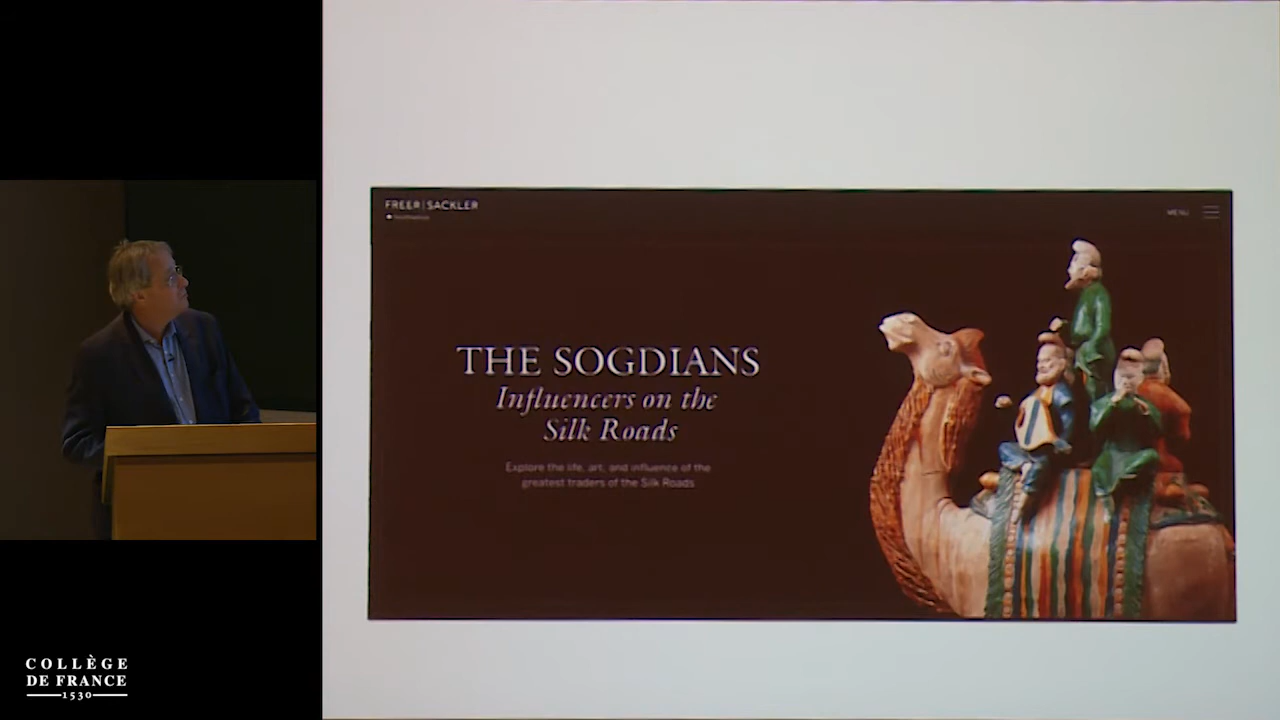 FREER|SACKLER
MENU
THE SOGDIANS
Influencers on the
Silk Roads
Explore the life, art, and influence of the
greatest traders of the Silk Roads
COLLÈGE
DE FRANCE
1530